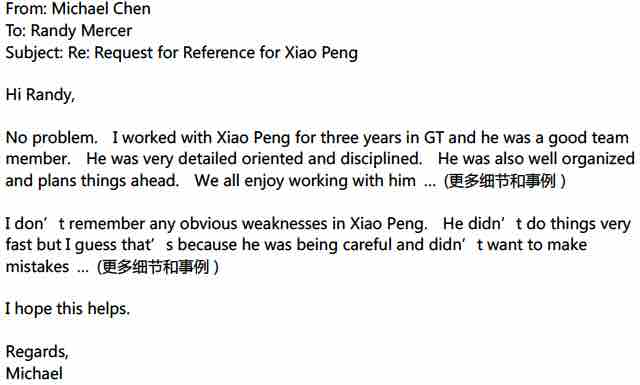 From: Michael Chen
To: Randy Mercer
Subject: Re: Request for Reference for Xiao Peng
Hi Randy,
No problem.   I worked with Xiao Peng for three years in GT and he was a good team
member.   He was very detailed oriented and disciplined.   He was also well organized
and plans things ahead.   We all enjoy working with him  ...  (更多细节和事例 )
I don’t remember any obvious weaknesses in Xiao Peng.   He didn’t do things very
fast but I guess that’s because he was being careful and didn’t want to make
mistakes  ...  (更多细节和事例 )
I hope this helps.
Regards,
Michael